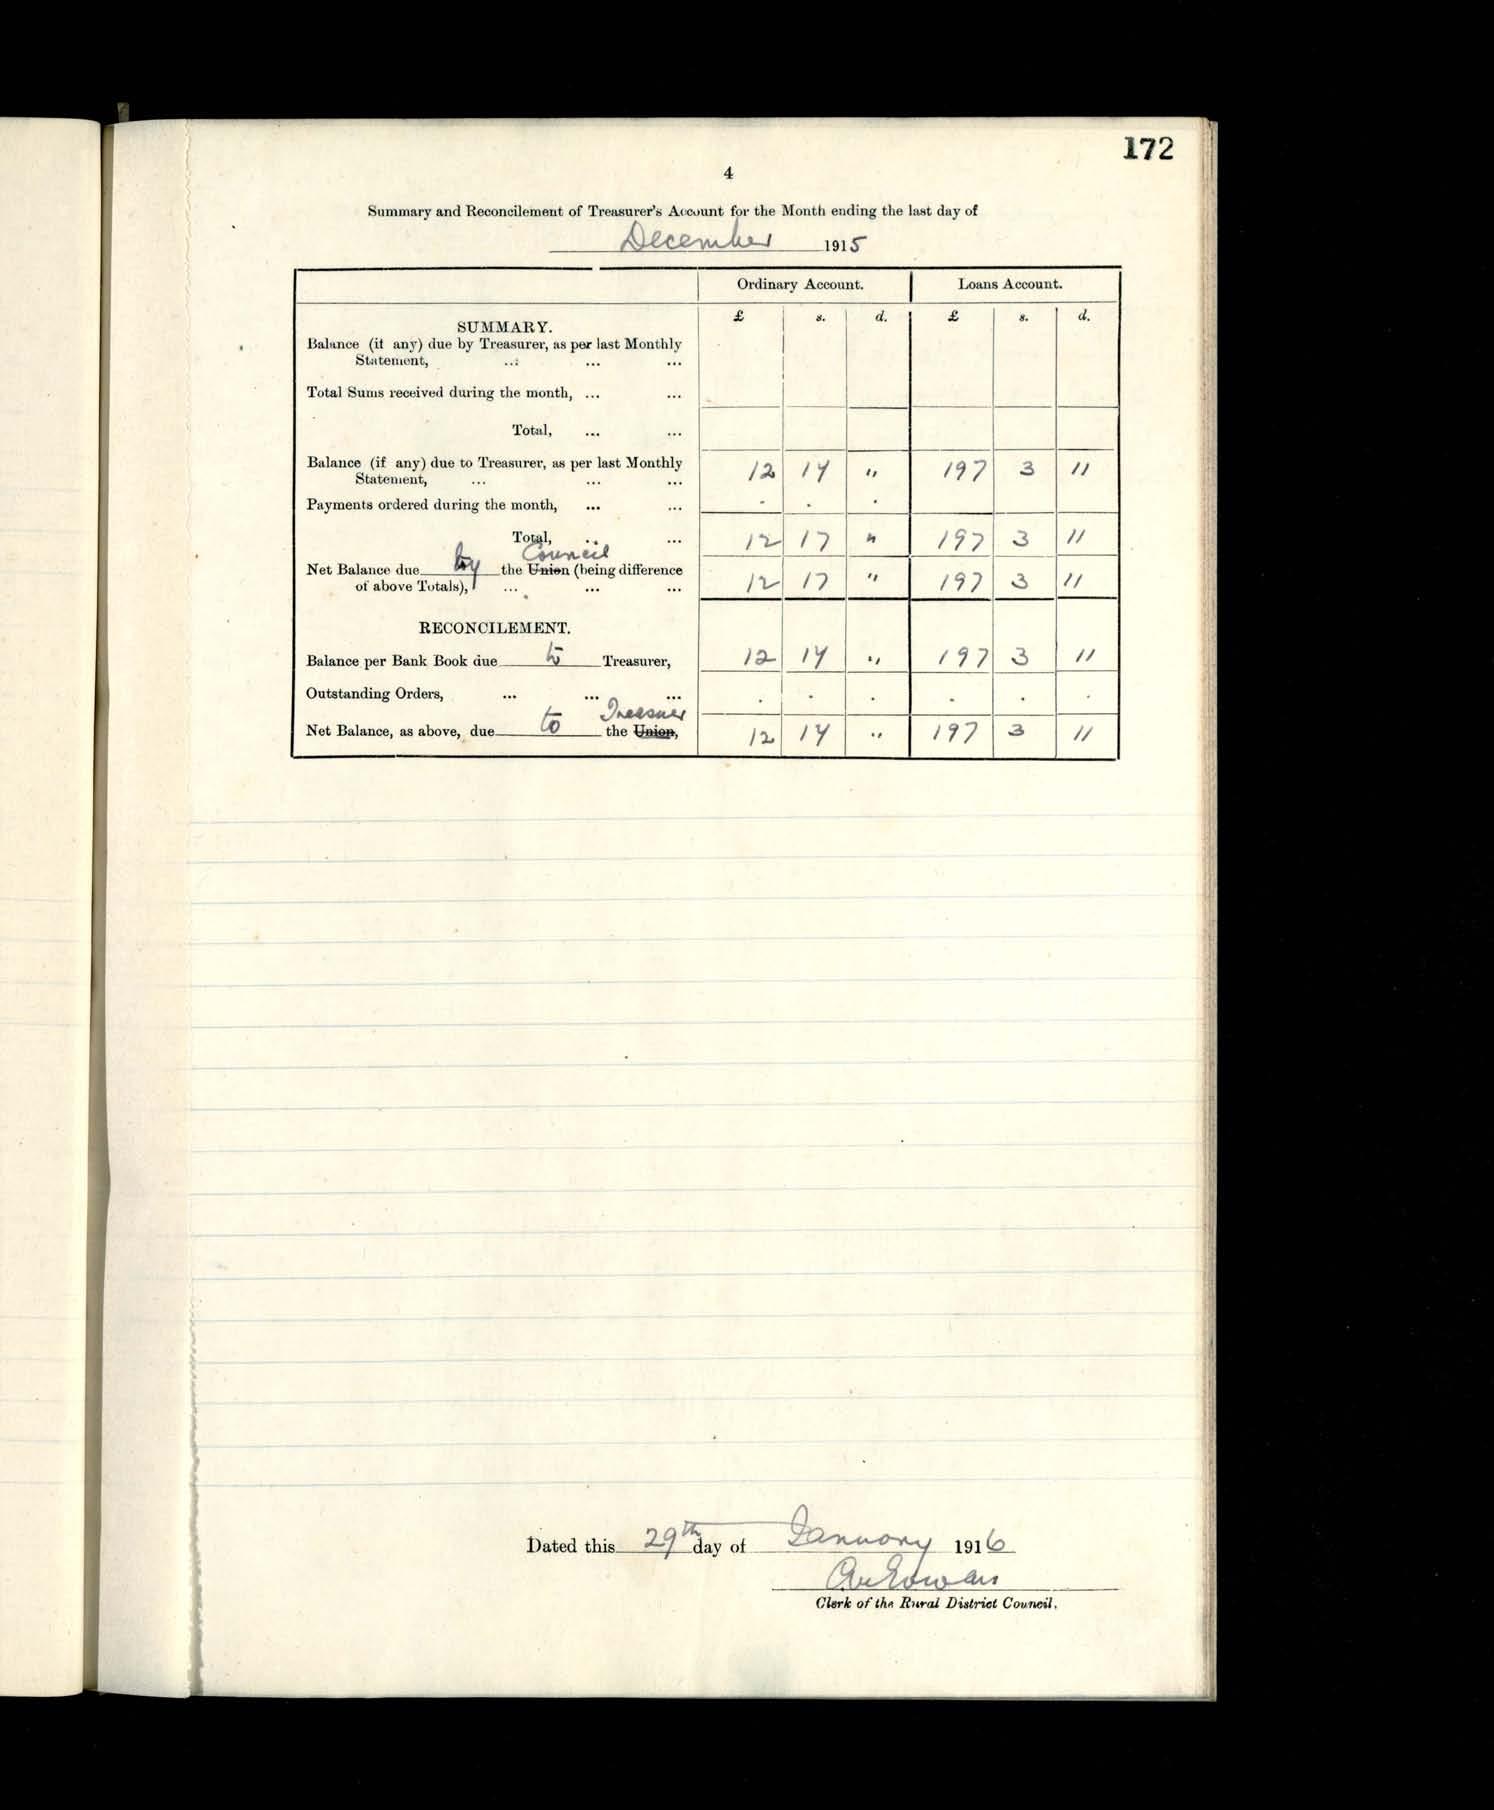 172
4
Summary and Reconcilement of Treasurer's Account for the Month ending the last day of
December 1915
Ordinary Account. Loans Account.
£ s. d. £ s. d.
SUMMARY.
Balance (if any) due by Treasurer, as per last Monthly
Statement, ... ... ...
Total Sums received during the month, ... ...
Total, ... ...
Balance (if any) due to Treasurer, as per last Monthly 12 14 " 197 3 11
Statement, ... ... ...
Payments ordered during the month, ... ... . . .
Total, ... ... 12 17 " 197 3 11
Council
Net Balance due by the Union (being difference 12 17 " 197 3 11
of above Totals), ... ... ...
RECONCILEMENT.
Balance per Bank Book due to Treasurer, 12 14 " 197 3 11
Outstanding Orders, ... ... ... . . . . . .
Treasurer
Net Balance, as above, due to the Union, 12 14 " 197 3 11
Dated this 29th day of January 1916
Clerk of the Rural District Council.